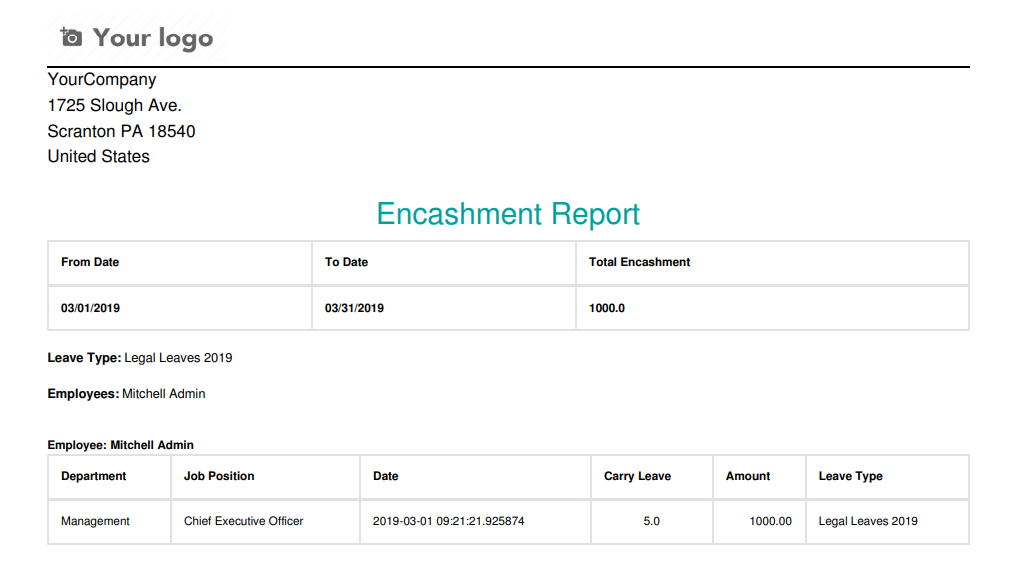 Your logo
YourCompany
1725 Slough Ave.
Scranton PA 18540
United States
Encashment Report
From Date To Date Total Encashment
03/01/2019 03/31/2019 1000.0
Leave Type: Legal Leaves 2019
Employees: Mitchell Admin
Employee: Mitchell Admin
Department Job Position Date Carry Leave Amount Leave Type
Management Chief Executive Officer 2019-03-01 09:21:21.925874 5.0 1000.00 Legal Leaves 2019